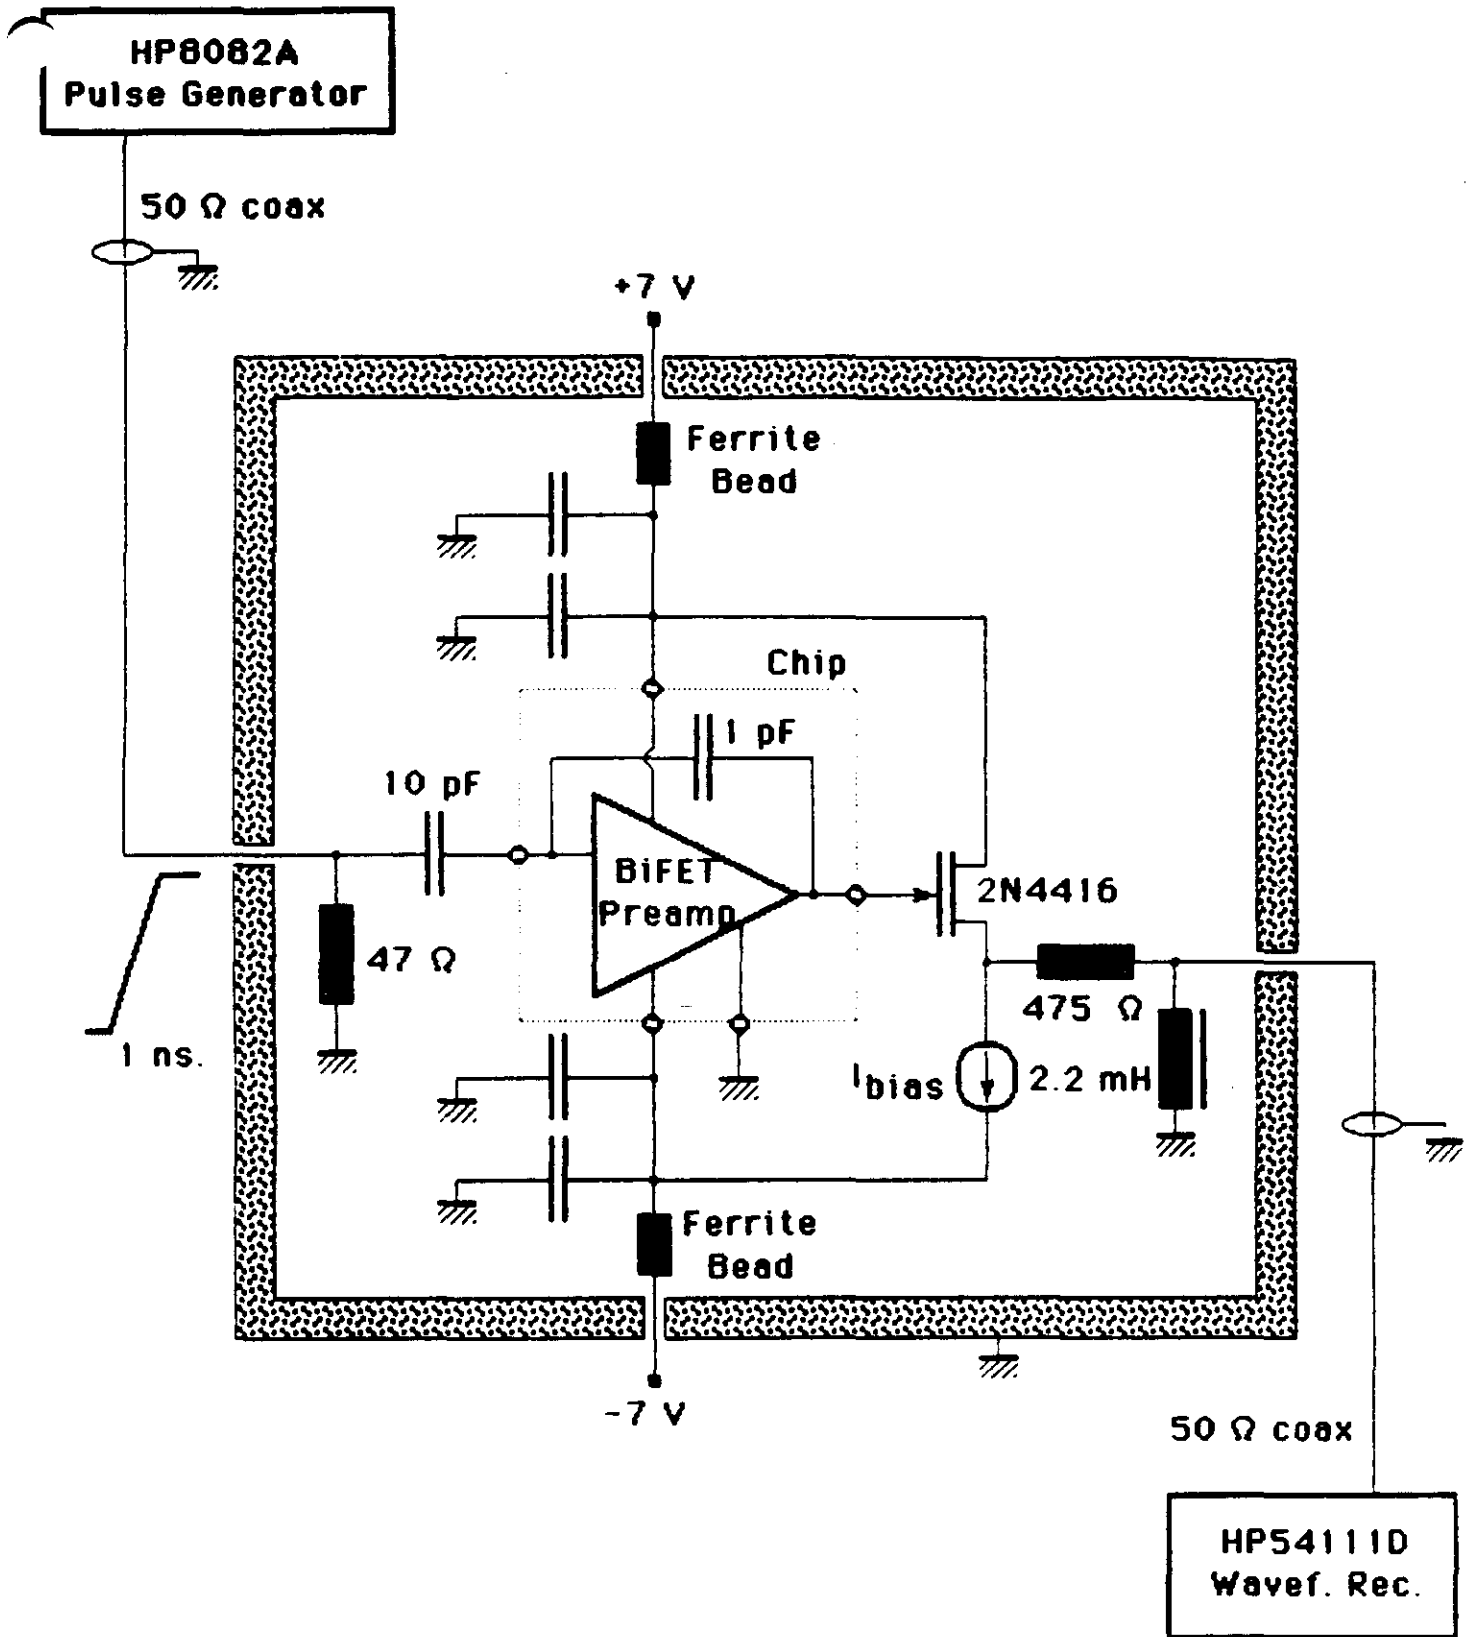 HP8082A
Pulse Generator
50 Ω coax
+7 V
Ferrite
Bead
Chip
1 pF
10 pF
BiFET
Preamp
2N4416
47 Ω
475 Ω
1 ns.
Ibias
2.2 mH
Ferrite
Bead
-7 V
50 Ω coax
HP54111D
Wavef. Rec.